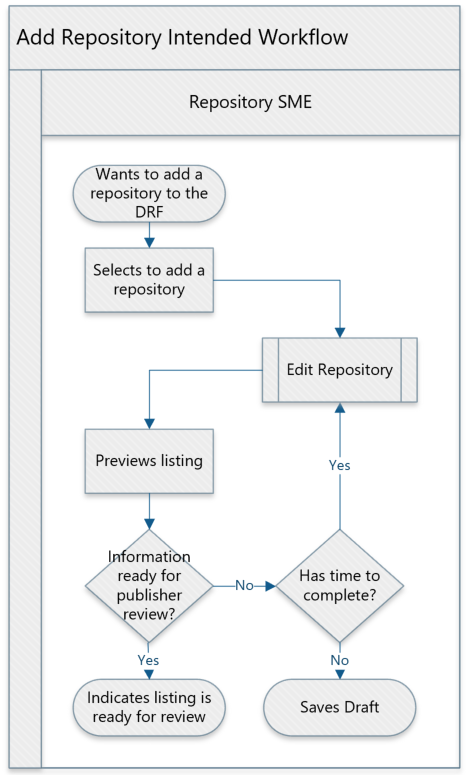 Add Repository Intended Workflow
Repository SME
Wants to add a
repository to the
DRF
Selects to add a
repository
Edit Repository
Previews listing
Yes
Information
ready for
publisher
review?
No
Has time to
complete?
Yes
No
Indicates listing is
ready for review
Saves Draft